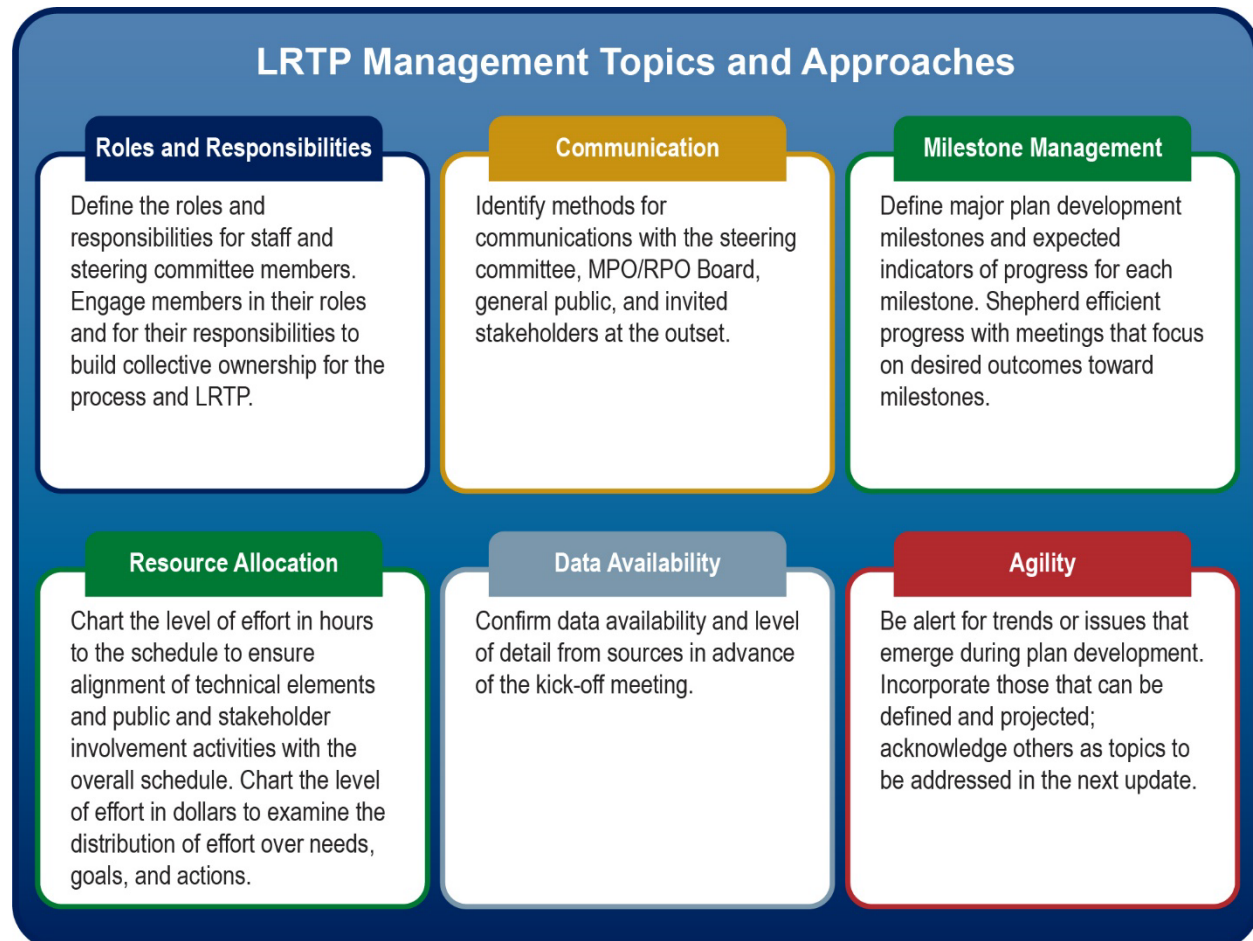 LRTP Management Topics and Approaches
Roles and Responsibilities
Define the roles and
responsibilities for staff and
steering committee members.
Engage members in their roles
and for their responsibilities to
build collective ownership for the
process and LRTP.
Communication
Identify methods for
communications with the steering
committee, MPO/RPO Board,
general public, and invited
stakeholders at the outset.
Milestone Management
Define major plan development
milestones and expected
indicators of progress for each
milestone. Shepherd efficient
progress with meetings that focus
on desired outcomes toward
milestones.
Resource Allocation
Chart the level of effort in hours
to the schedule to ensure
alignment of technical elements
and public and stakeholder
involvement activities with the
overall schedule. Chart the level
of effort in dollars to examine the
distribution of effort over needs,
goals, and actions.
Data Availability
Confirm data availability and level
of detail from sources in advance
of the kick-off meeting.
Agility
Be alert for trends or issues that
emerge during plan development.
Incorporate those that can be
defined and projected;
acknowledge others as topics to
be addressed in the next update.